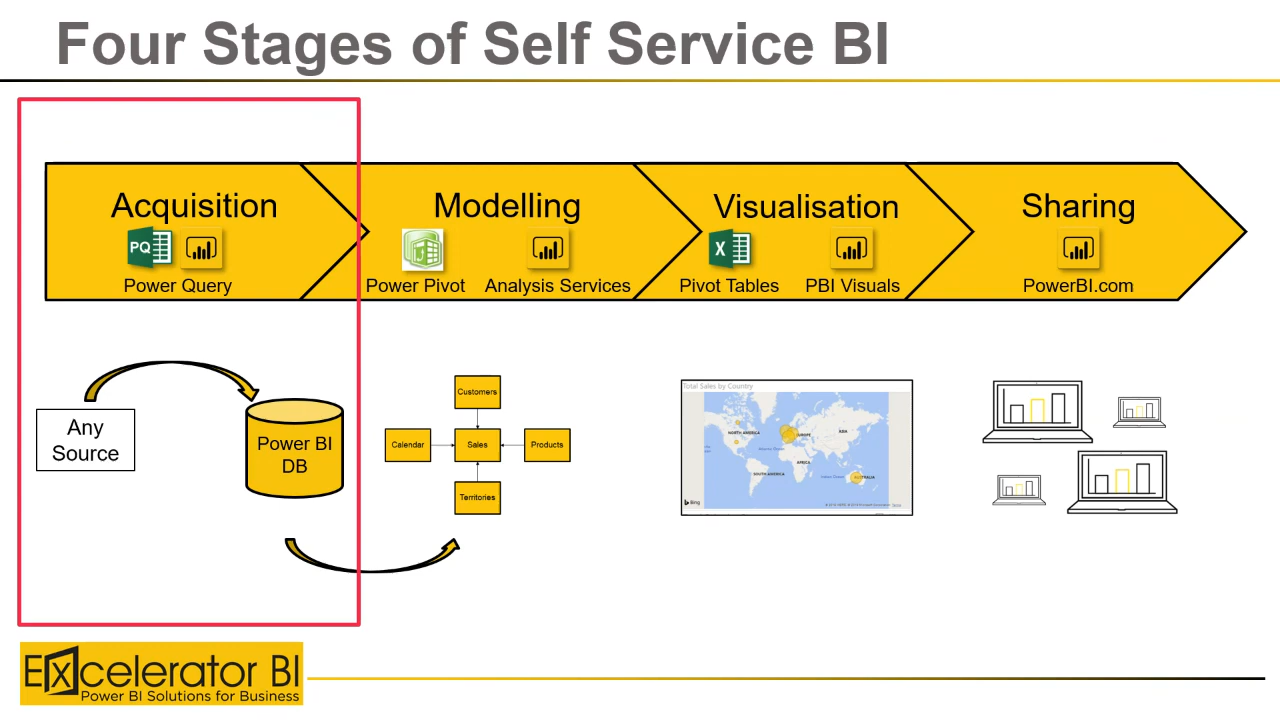 Four Stages of Self Service BI
Acquisition
PQ
Power Query
Modelling
Power Pivot
Analysis Services
Visualisation
X
Pivot Tables
PBI Visuals
Sharing
PowerBI.com
Any
Source
Power BI
DB
Customers
Calendar
Sales
Products
Territories
Total Sales by Country
NORTH AMERICA
EUROPE
ASIA
AFRICA
SOUTH AMERICA
AUSTRALIA
Bing
Excelerator BI
Power BI Solutions for Business